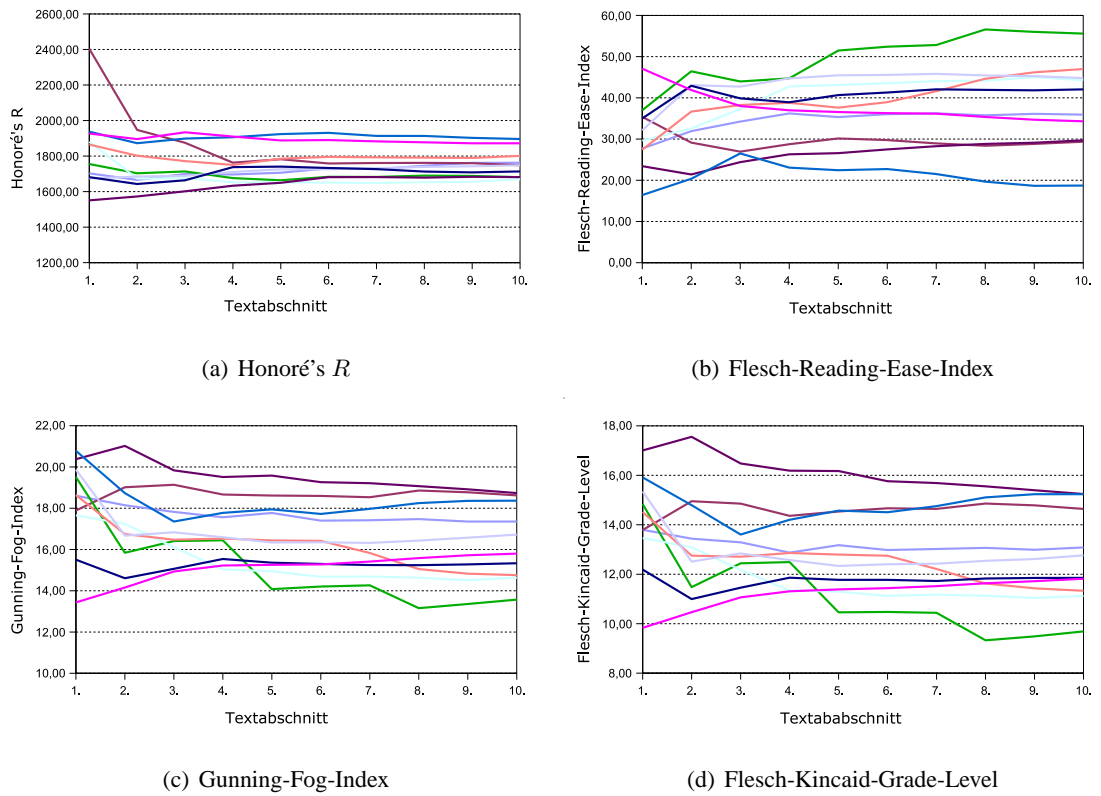 2600,00
2400,00
2200,00
2000,00
1800,00
1600,00
1400,00
1200,00
Honoré's R
1. 2. 3. 4. 5. 6. 7. 8. 9. 10.
Textabschnitt
(a) Honoré's R
60,00
50,00
40,00
30,00
20,00
10,00
0,00
Flesch-Reading-Ease-Index
1. 2. 3. 4. 5. 6. 7. 8. 9. 10.
Textabschnitt
(b) Flesch-Reading-Ease-Index
22,00
20,00
18,00
16,00
14,00
12,00
10,00
Gunning-Fog-Index
1. 2. 3. 4. 5. 6. 7. 8. 9. 10.
Textabschnitt
(c) Gunning-Fog-Index
18,00
16,00
14,00
12,00
10,00
8,00
Flesch-Kincaid-Grade-Level
1. 2. 3. 4. 5. 6. 7. 8. 9. 10.
Textababschnitt
(d) Flesch-Kincaid-Grade-Level